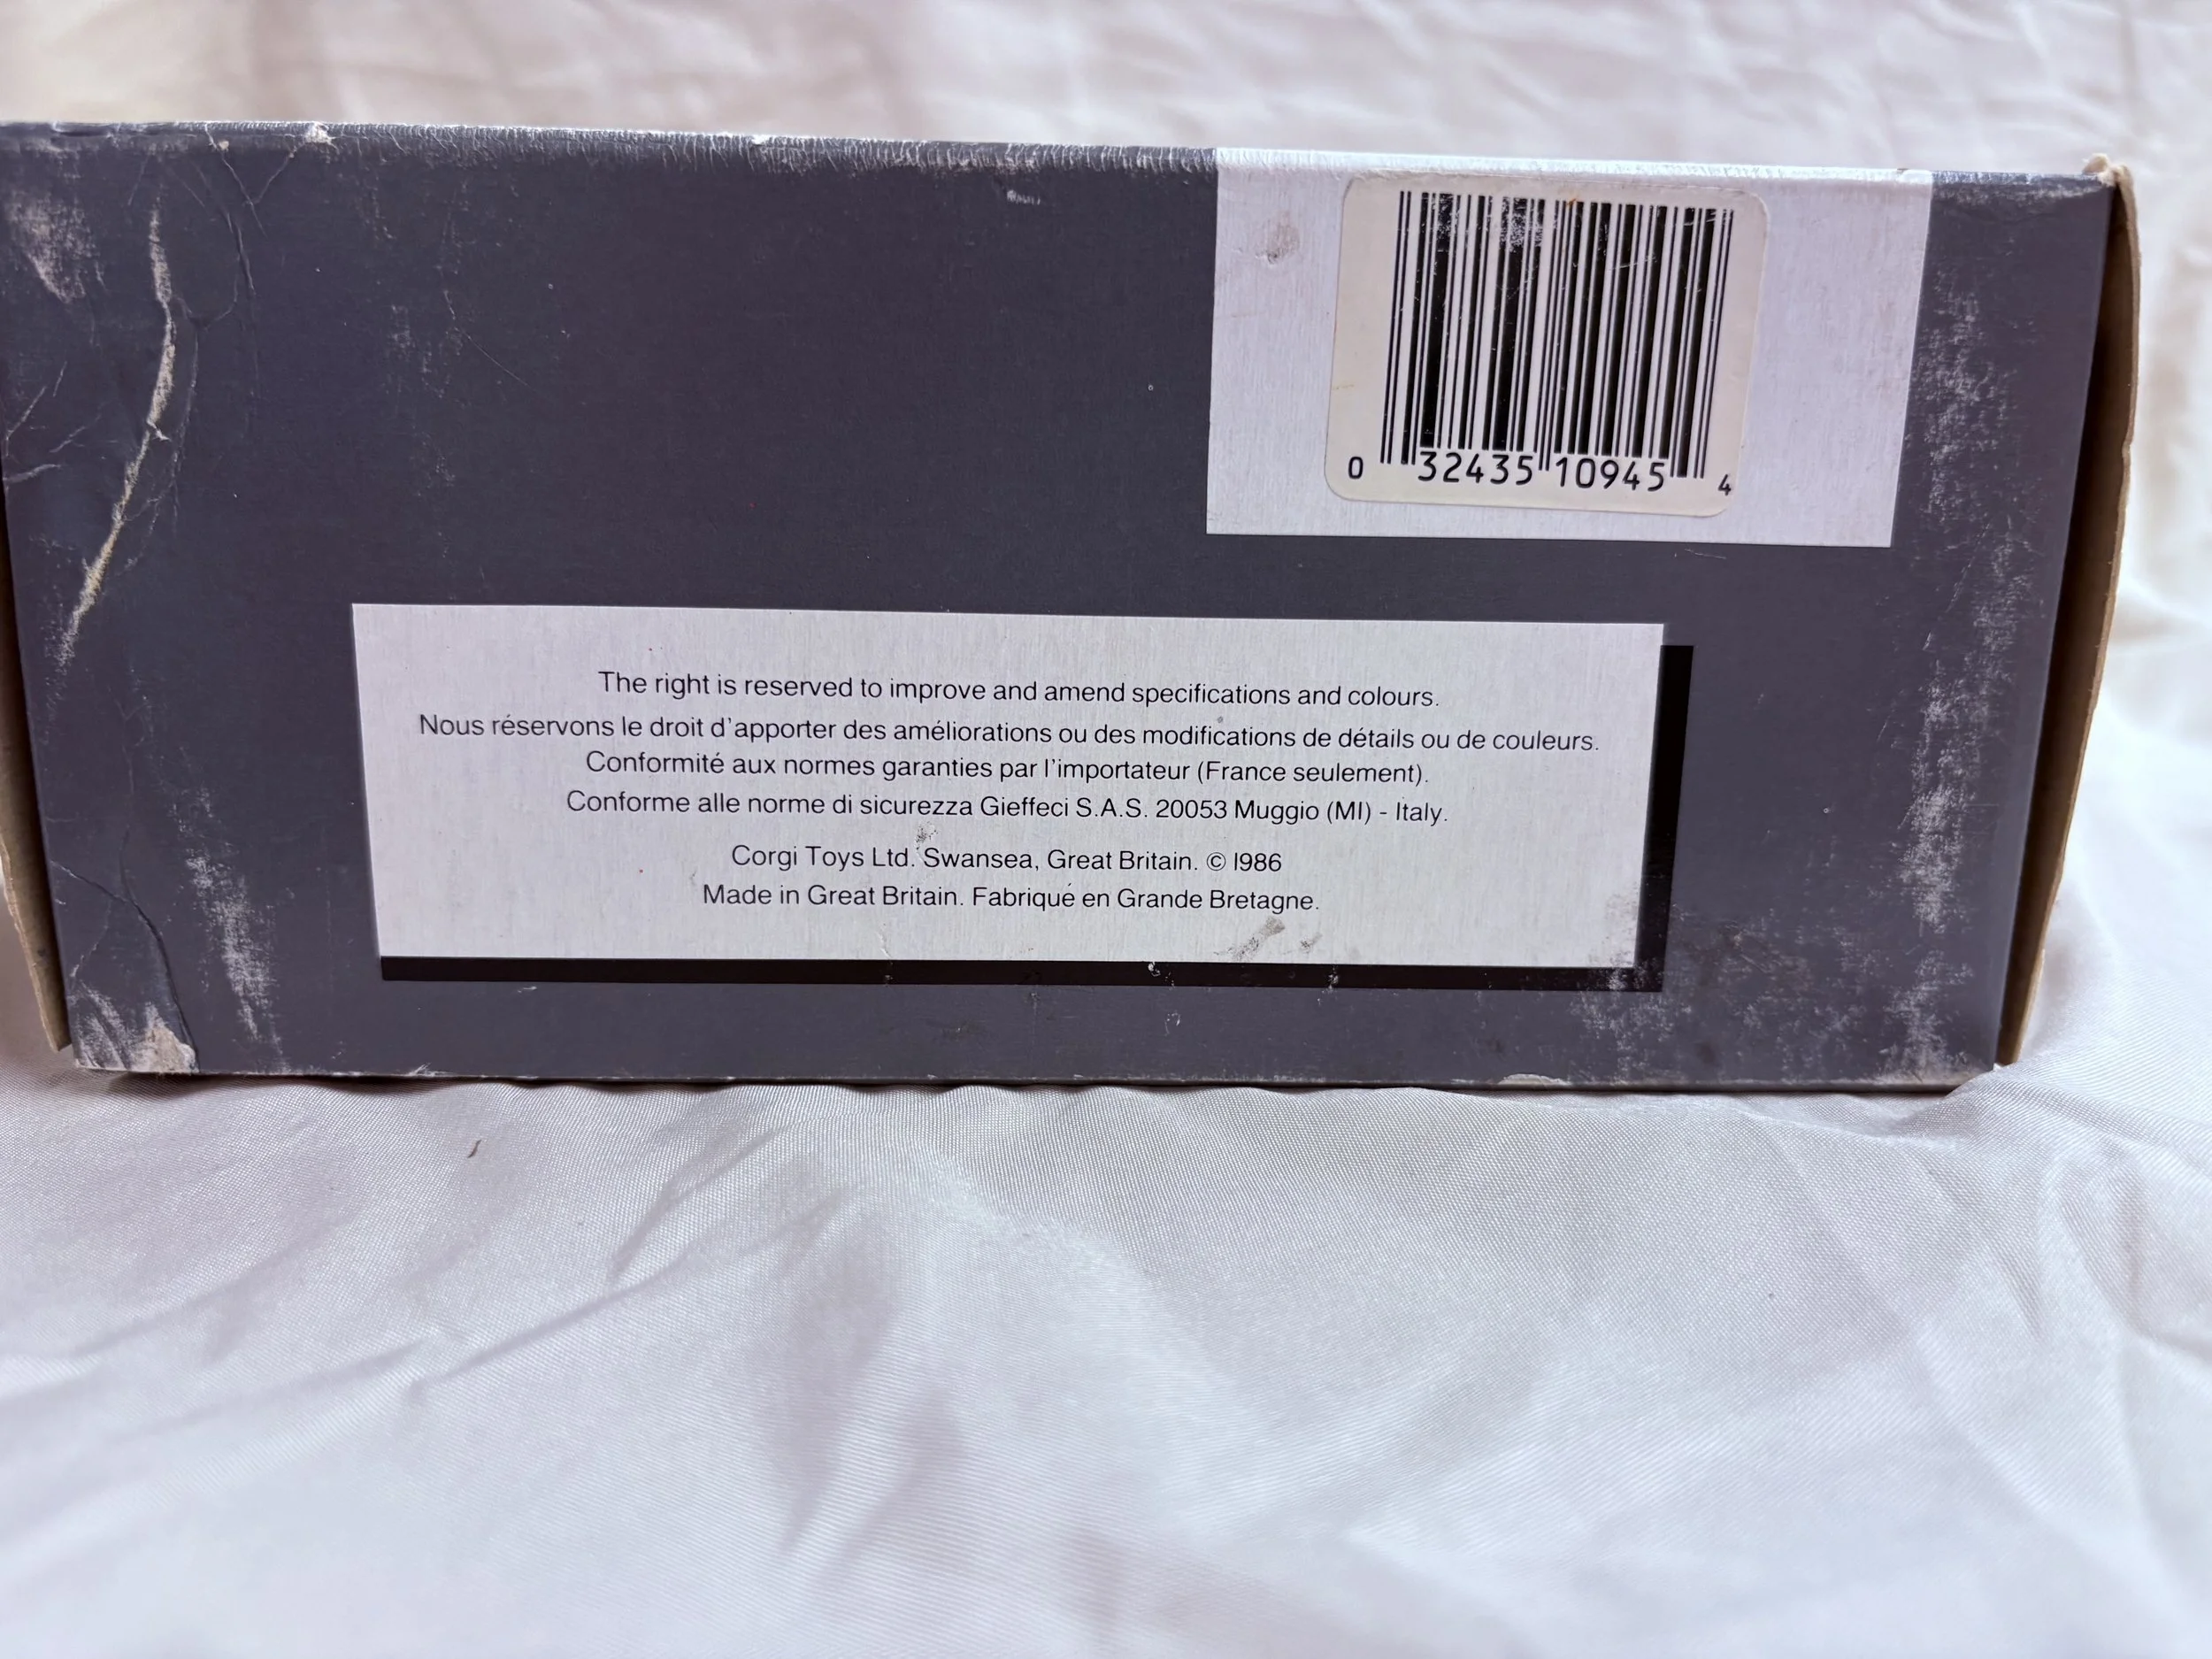 0 32435 10945 4
The right is reserved to improve and amend specifications and colours.
Nous réservons le droit d'apporter des améliorations ou des modifications de détails ou de couleurs.
Conformité aux normes garanties par l'importateur (France seulement).
Conforme alle norme di sicurezza Gieffeci S.A.S. 20053 Muggio (MI) - Italy.
Corgi Toys Ltd. Swansea, Great Britain. © 1986
Made in Great Britain. Fabriqué en Grande Bretagne.